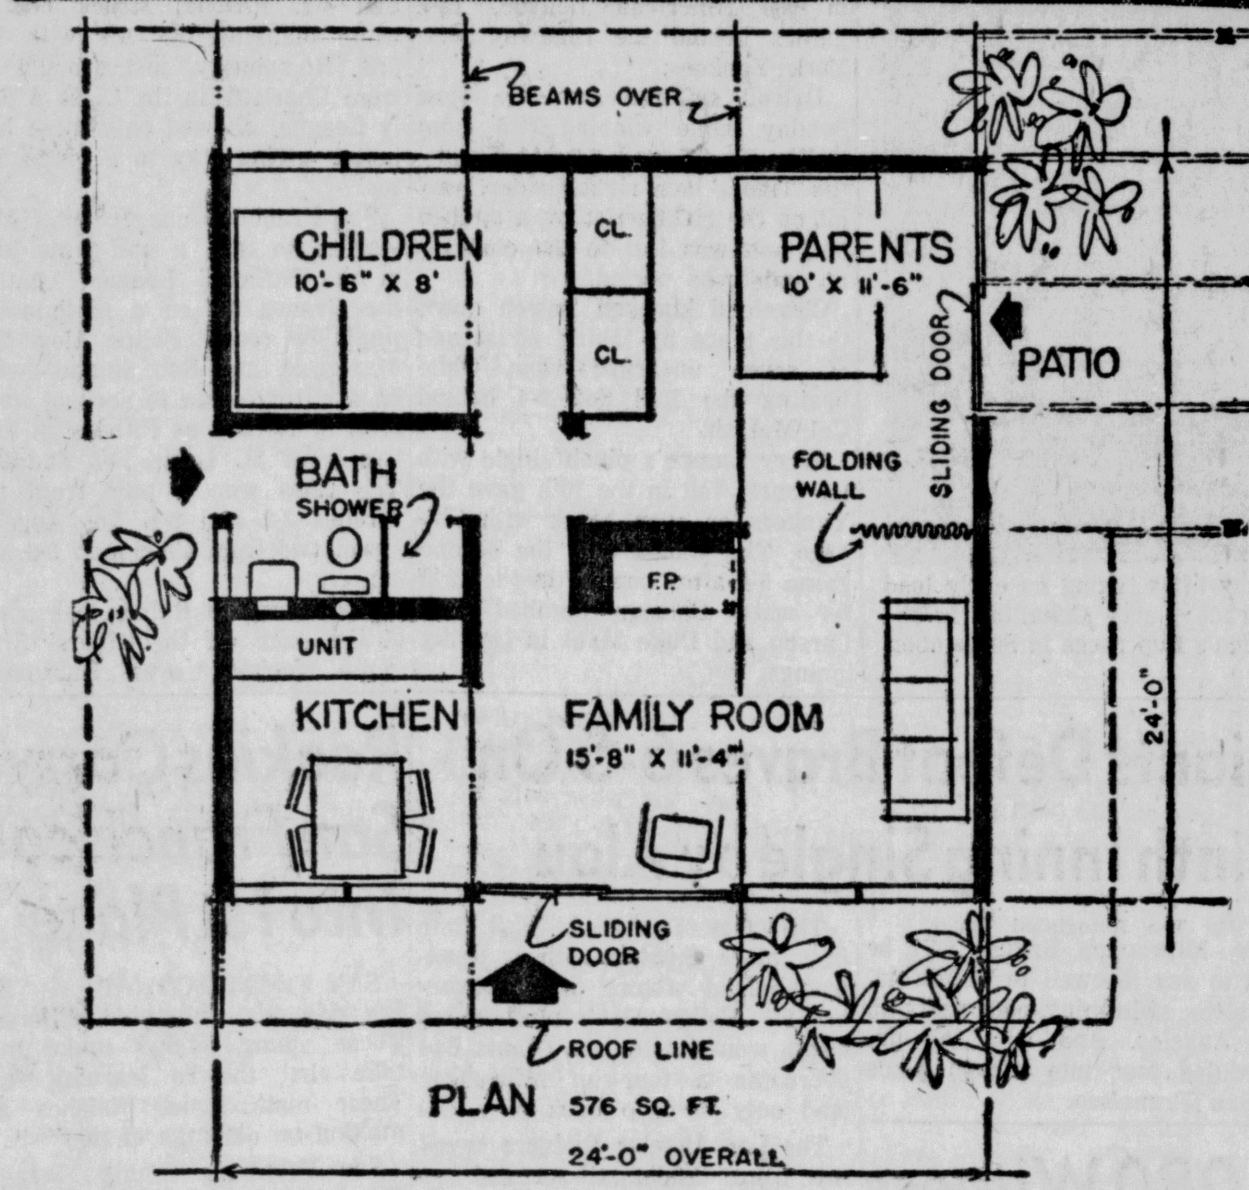 BEAMS OVER
CHILDREN
10'-6" X 8'
CL.
CL.
PARENTS
10' X 11'-6"
SLIDING DOOR
PATIO
BATH
SHOWER
FOLDING
WALL
F.P.
UNIT
KITCHEN
FAMILY ROOM
15'-8" X 11'-4"
24'-0"
SLIDING
DOOR
ROOF LINE
PLAN 576 SQ. FT.
24'-0" OVERALL